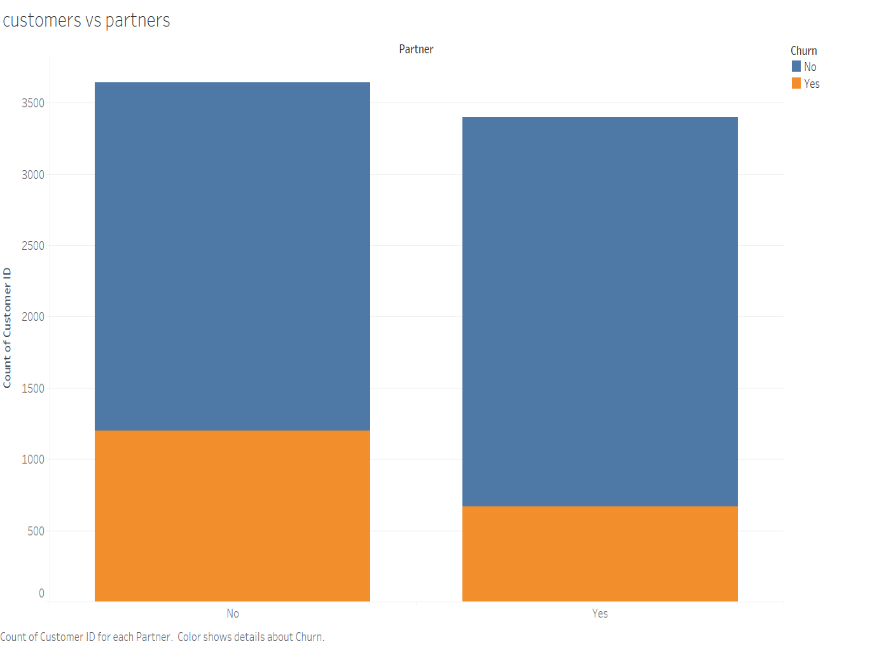 customers vs partners
Partner
Churn
No
Yes
3500
3000
2500
2000
1500
1000
500
0
Count of Customer ID
No
Yes
Count of Customer ID for each Partner. Color shows details about Churn.